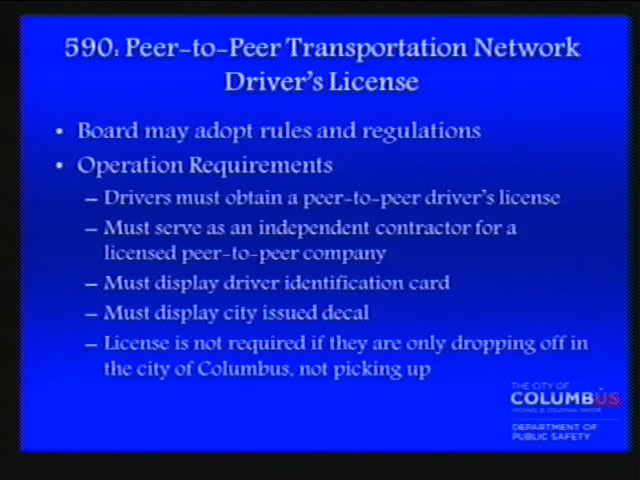 590: Peer-to-Peer Transportation Network
Driver's License
• Board may adopt rules and regulations
• Operation Requirements
– Drivers must obtain a peer-to-peer driver's license
– Must serve as an independent contractor for a
licensed peer-to-peer company
– Must display driver identification card
– Must display city issued decal
– License is not required if they are only dropping off in
the city of Columbus, not picking up
THE CITY OF
COLUMBUS
MICHAEL B. COLEMAN, MAYOR
DEPARTMENT OF
PUBLIC SAFETY